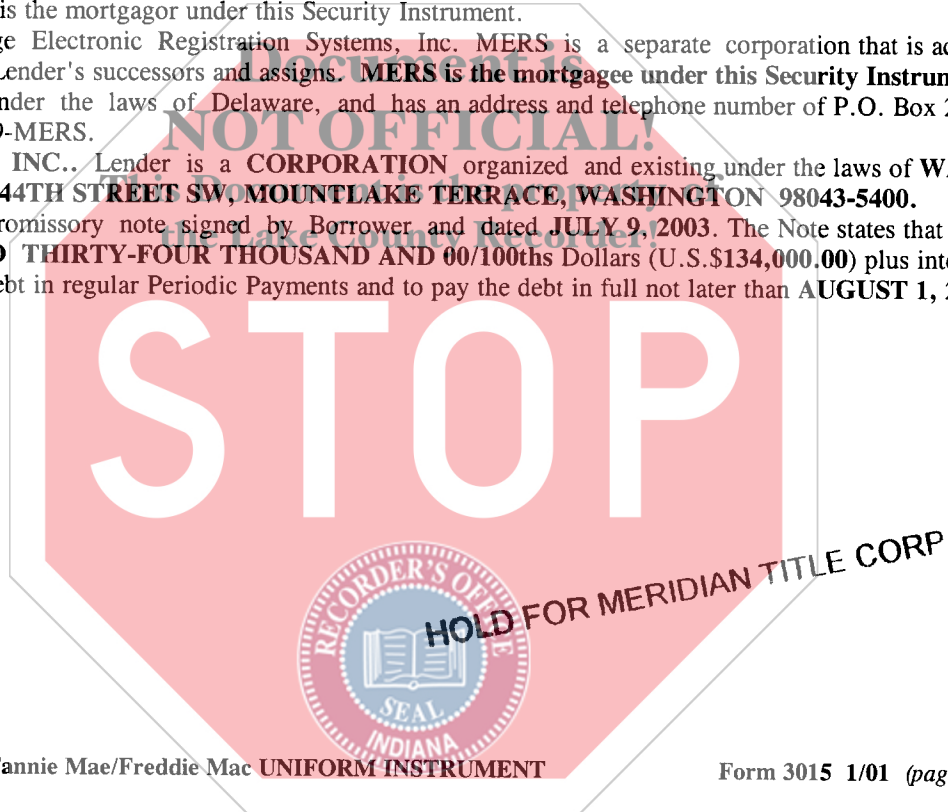 is the mortgagor under this Security Instrument.
ge Electronic Registration Systems, Inc. MERS is a separate corporation that is ac
Lender's successors and assigns. MERS is the mortgagee under this Security Instrum
nder the laws of Delaware, and has an address and telephone number of P.O. Box 2
9-MERS.
INC.. Lender is a CORPORATION organized and existing under the laws of WA
44TH STREET SW, MOUNTLAKE TERRACE, WASHINGTON 98043-5400.
romissory note signed by Borrower and dated JULY 9, 2003. The Note states that
D THIRTY-FOUR THOUSAND AND 00/100ths Dollars (U.S.$134,000.00) plus inte
ebt in regular Periodic Payments and to pay the debt in full not later than AUGUST 1, 2
Document is
NOT OFFICIAL!
This Document is the property of
the Lake County Recorder!
STOP
HOLD FOR MERIDIAN TITLE CORP
RECORDER'S OFFICE
SEAL
INDIANA
annie Mae/Freddie Mac UNIFORM INSTRUMENT
Form 3015 1/01 (pag